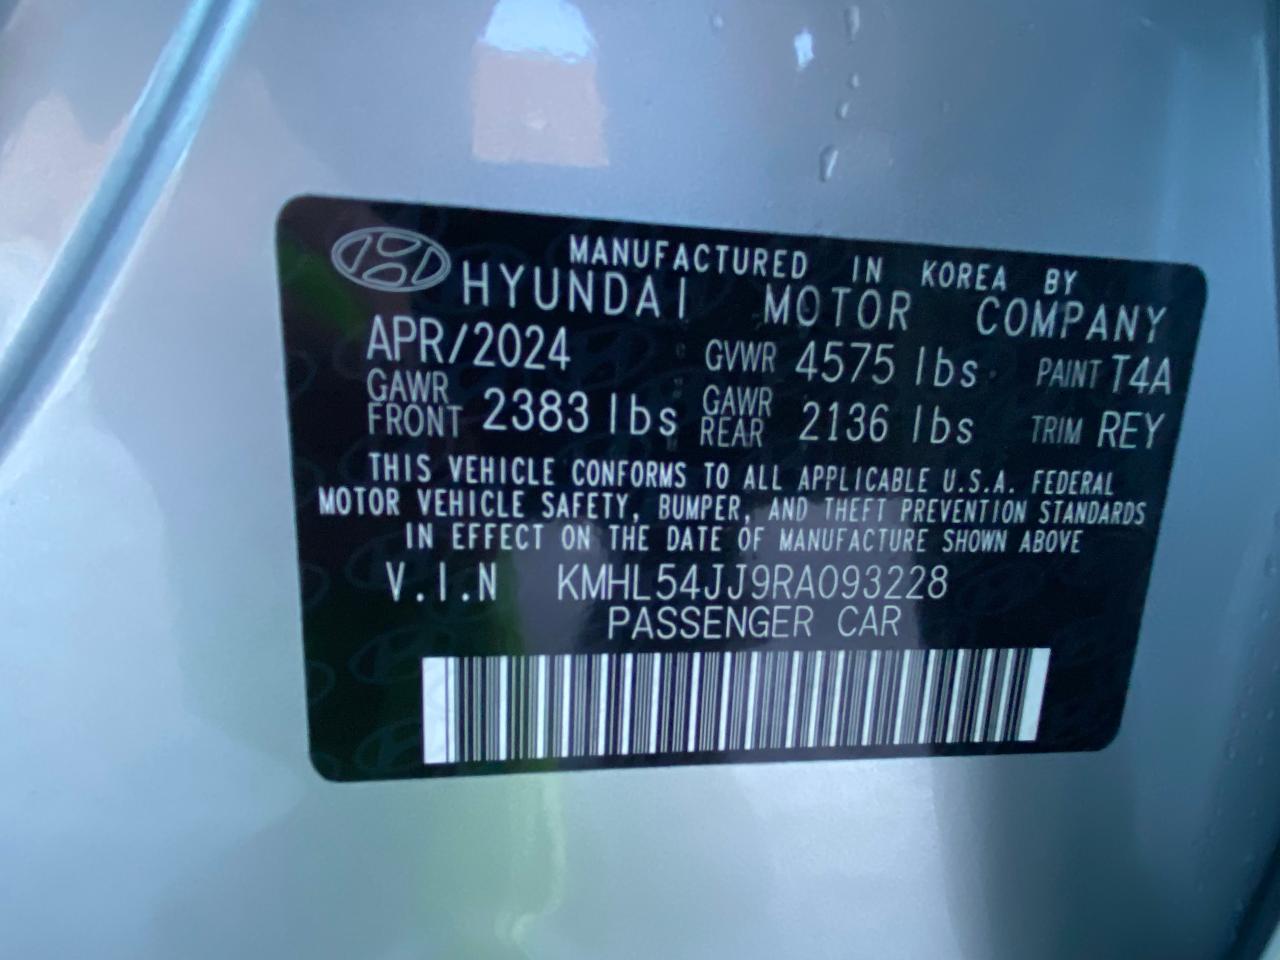 MANUFACTURED IN KOREA BY
HYUNDAI MOTOR COMPANY
APR/2024 GVWR 4575 lbs PAINT T4A
GAWR FRONT 2383 lbs GAWR REAR 2136 lbs TRIM REY
THIS VEHICLE CONFORMS TO ALL APPLICABLE U.S.A. FEDERAL
MOTOR VEHICLE SAFETY, BUMPER, AND THEFT PREVENTION STANDARDS
IN EFFECT ON THE DATE OF MANUFACTURE SHOWN ABOVE
V.I.N KMHL54JJ9RA093228
PASSENGER CAR